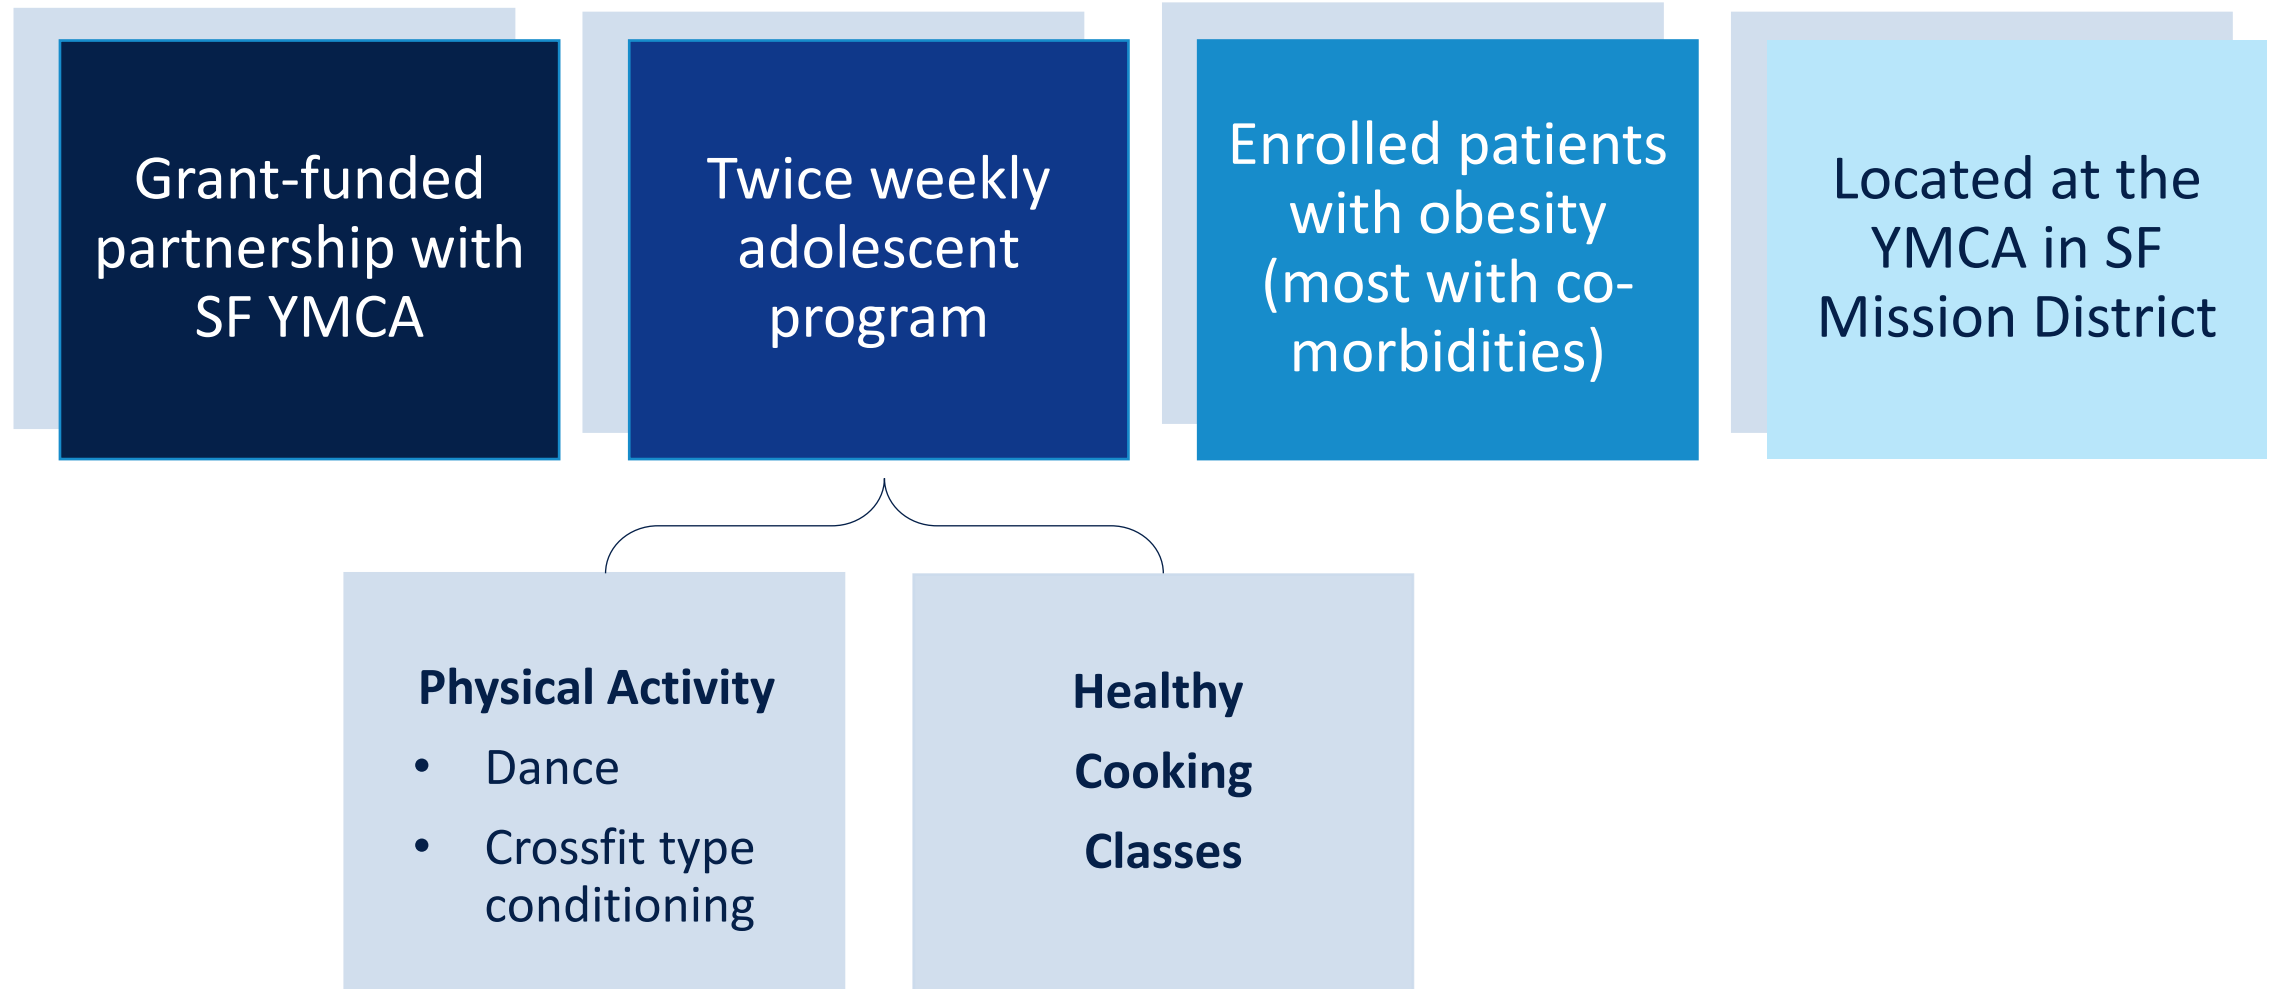 Grant-funded
partnership with
SF YMCA
Twice weekly
adolescent
program
Enrolled patients
with obesity
(most with co-
morbidities)
Located at the
YMCA in SF
Mission District
Physical Activity
• Dance
• Crossfit type
conditioning
Healthy
Cooking
Classes